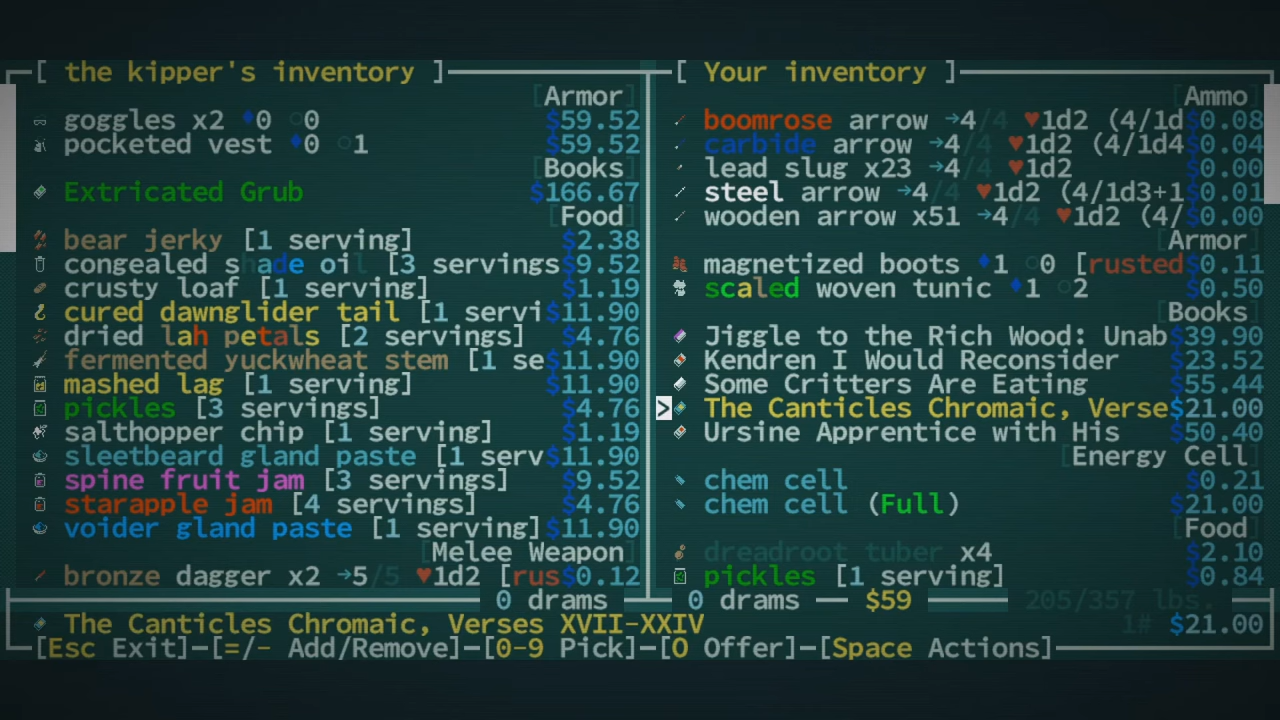 [ the kipper's inventory ]
[Armor]
goggles x2 ♦0 ○0 $59.52
pocketed vest ♦0 ○1 $59.52
[Books]
Extricated Grub $166.67
[Food]
bear jerky [1 serving] $2.38
congealed shade oil [3 servings $9.52
crusty loaf [1 serving] $1.19
cured dawnglider tail [1 servi $11.90
dried lah petals [2 servings] $4.76
fermented yuckwheat stem [1 se $11.90
mashed lag [1 serving] $11.90
pickles [3 servings] $4.76
salthopper chip [1 serving] $1.19
sleetbeard gland paste [1 serv $11.90
spine fruit jam [3 servings] $9.52
starapple jam [4 servings] $4.76
voider gland paste [1 serving] $11.90
[Melee Weapon]
bronze dagger x2 →5/5 ♥1d2 [rus $0.12
0 drams
[ Your inventory ]
[Ammo]
boomrose arrow →4/4 ♥1d2 (4/1d $0.08
carbide arrow →4/4 ♥1d2 (4/1d4 $0.04
lead slug x23 →4/4 ♥1d2 $0.00
steel arrow →4/4 ♥1d2 (4/1d3+1 $0.01
wooden arrow x51 →4/4 ♥1d2 (4/ $0.00
[Armor]
magnetized boots ♦1 ○0 [rusted $0.11
scaled woven tunic ♦1 ○2 $0.50
[Books]
Jiggle to the Rich Wood: Unab $39.90
Kendren I Would Reconsider $23.52
Some Critters Are Eating $55.44
> The Canticles Chromaic, Verse $21.00
Ursine Apprentice with His $50.40
[Energy Cell]
chem cell $0.21
chem cell (Full) $21.00
[Food]
dreadroot tuber x4 $2.10
pickles [1 serving] $0.84
0 drams — $59 205/357 lbs.
The Canticles Chromaic, Verses XVII-XXIV 1# $21.00
[Esc Exit]—[=/- Add/Remove]—[0-9 Pick]—[O Offer]—[Space Actions]